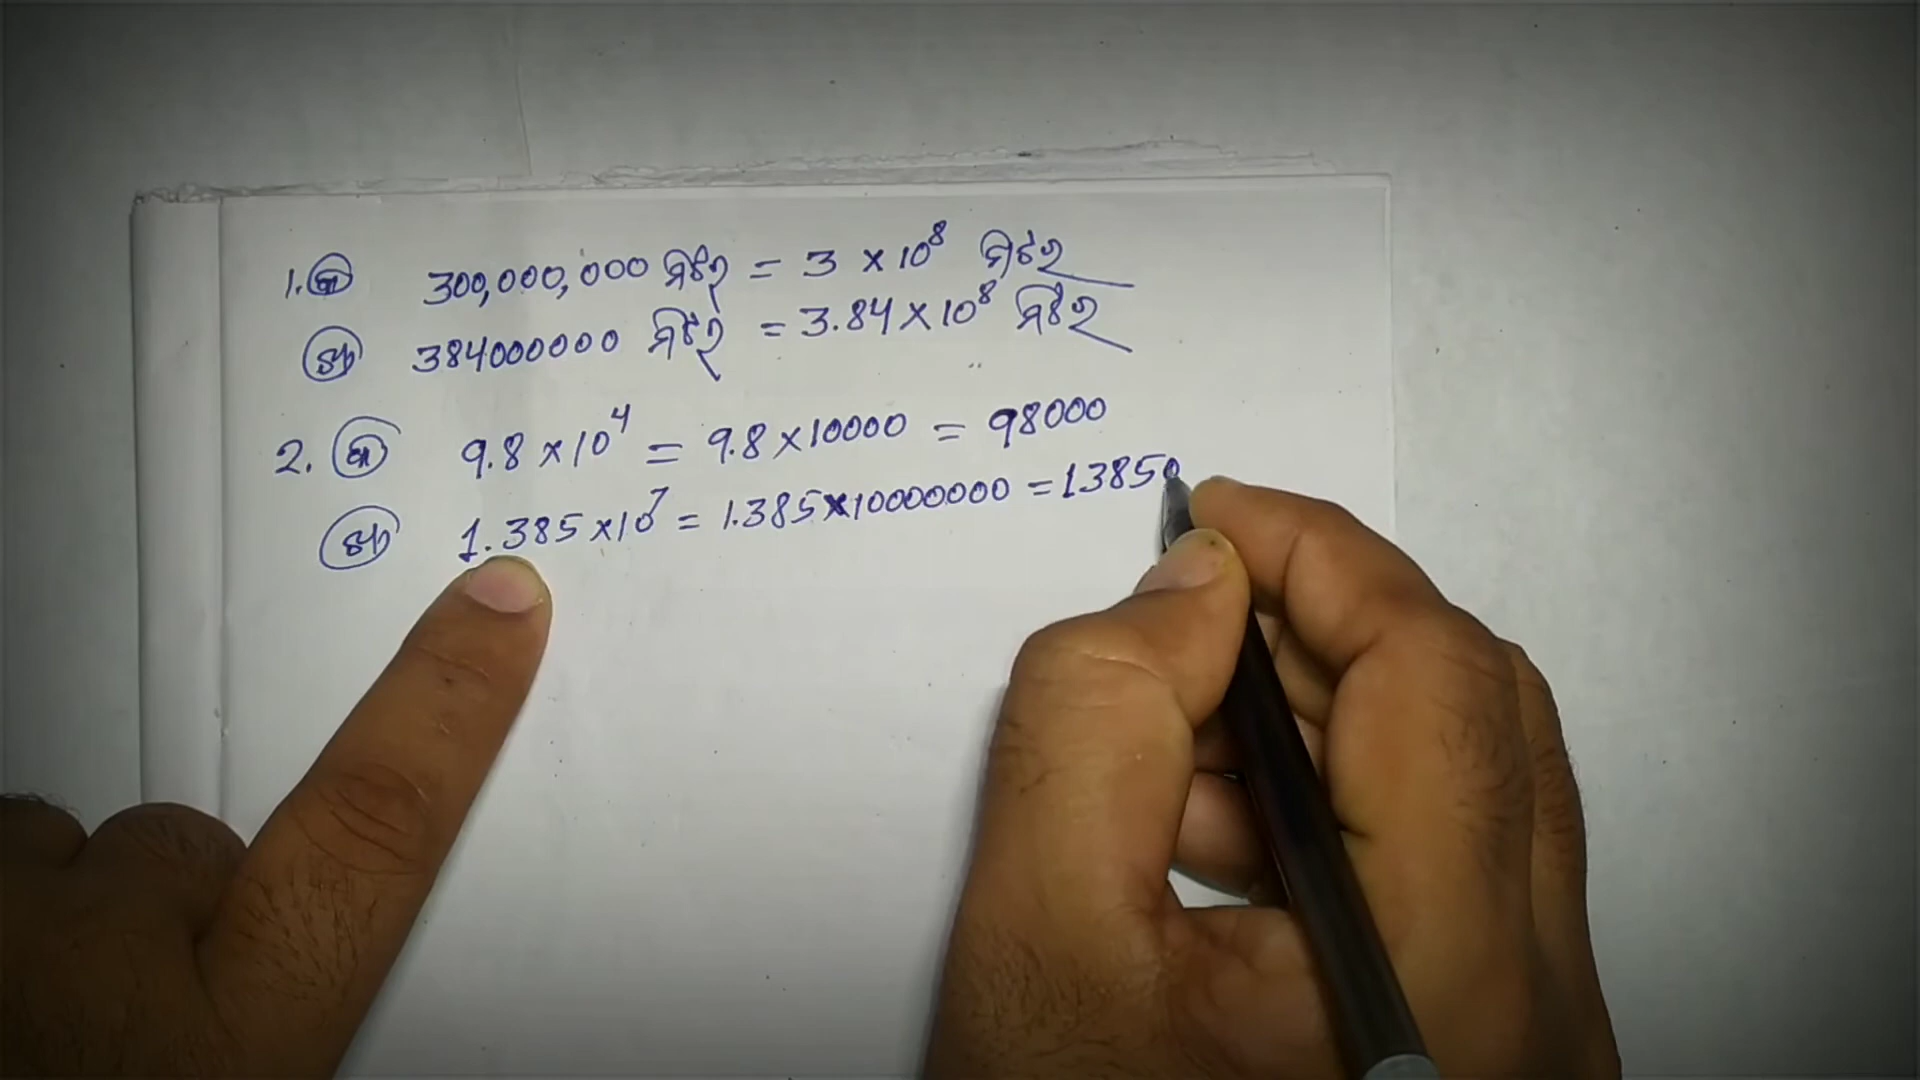 1. କ 300,000,000 ମିଟର = 3 × 10⁸ ମିଟର
ଖ 384000000 ମିଟର = 3.84 × 10⁸ ମିଟର
2. କ 9.8 × 10⁴ = 9.8 × 10000 = 98000
ଖ 1.385 × 10⁷ = 1.385 × 10000000 = 13850